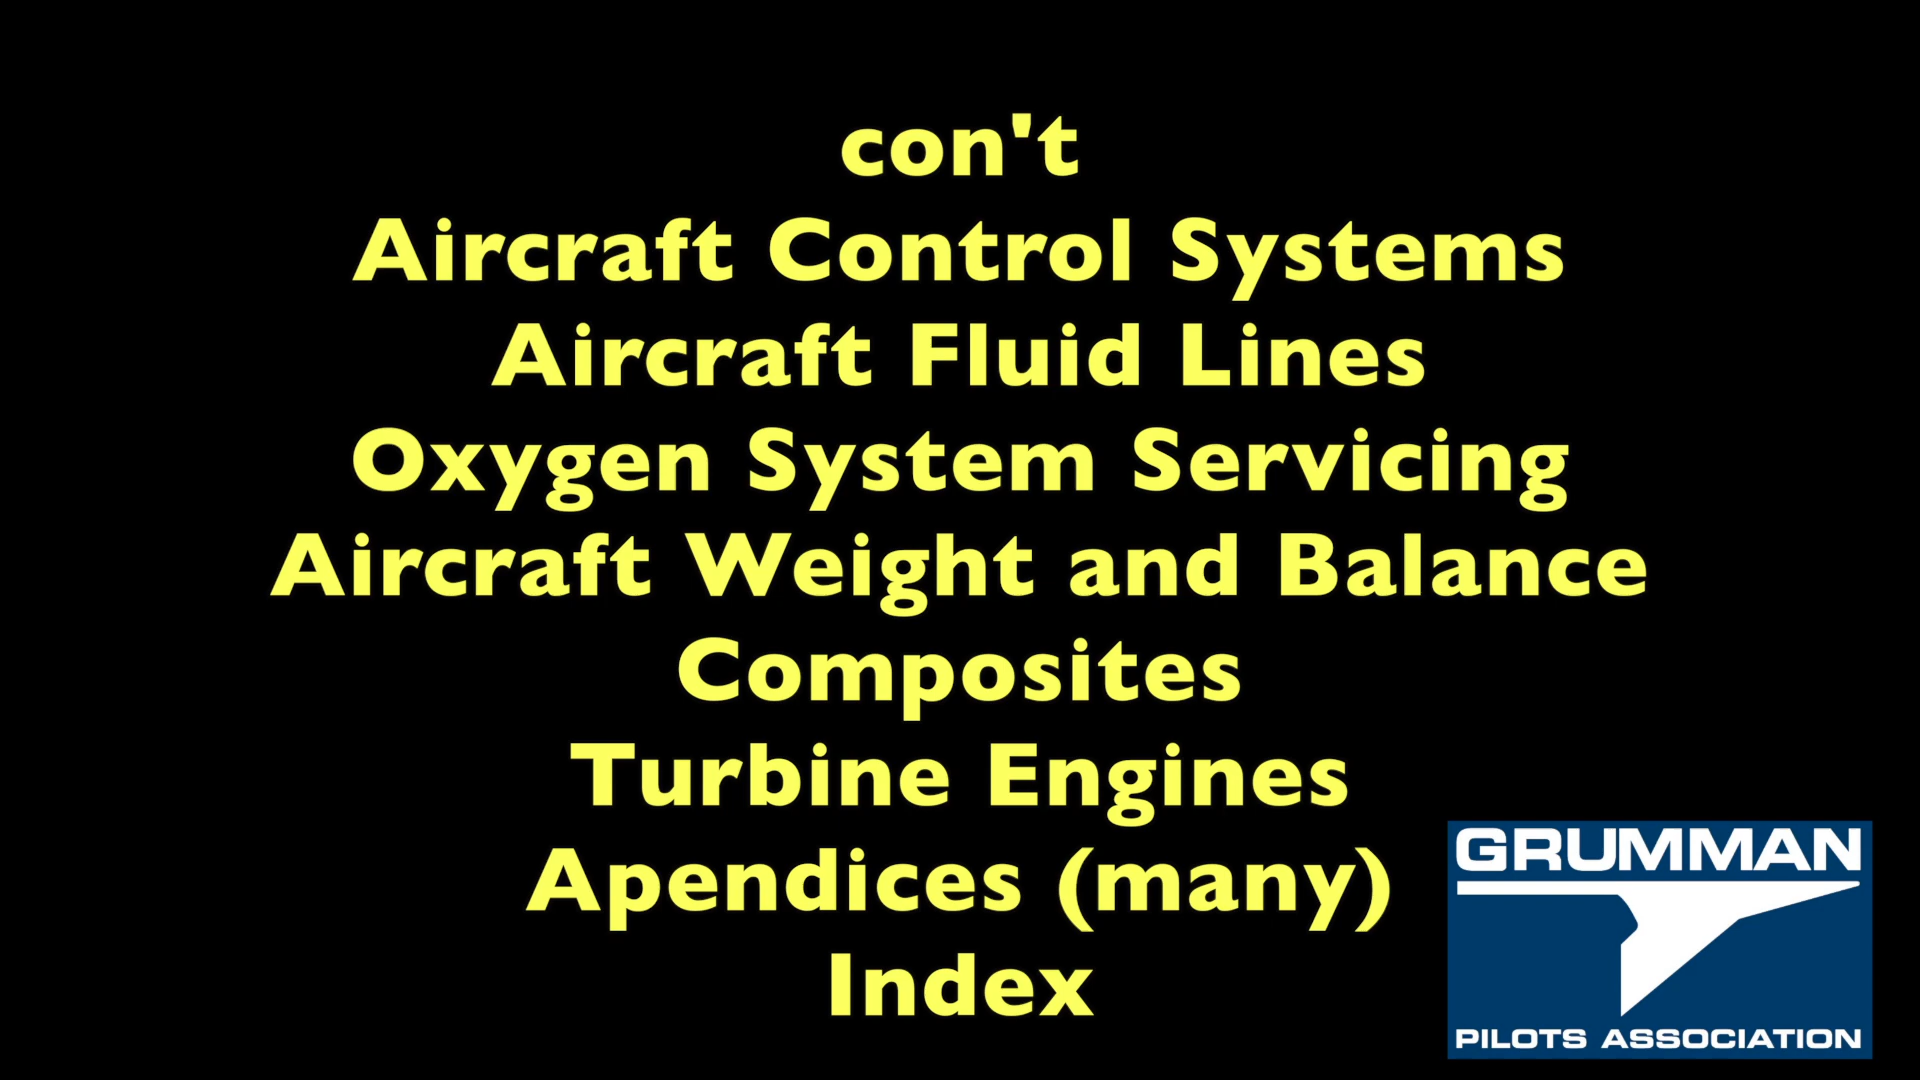 con't
Aircraft Control Systems
Aircraft Fluid Lines
Oxygen System Servicing
Aircraft Weight and Balance
Composites
Turbine Engines
Apendices (many)
Index
GRUMMAN
PILOTS ASSOCIATION